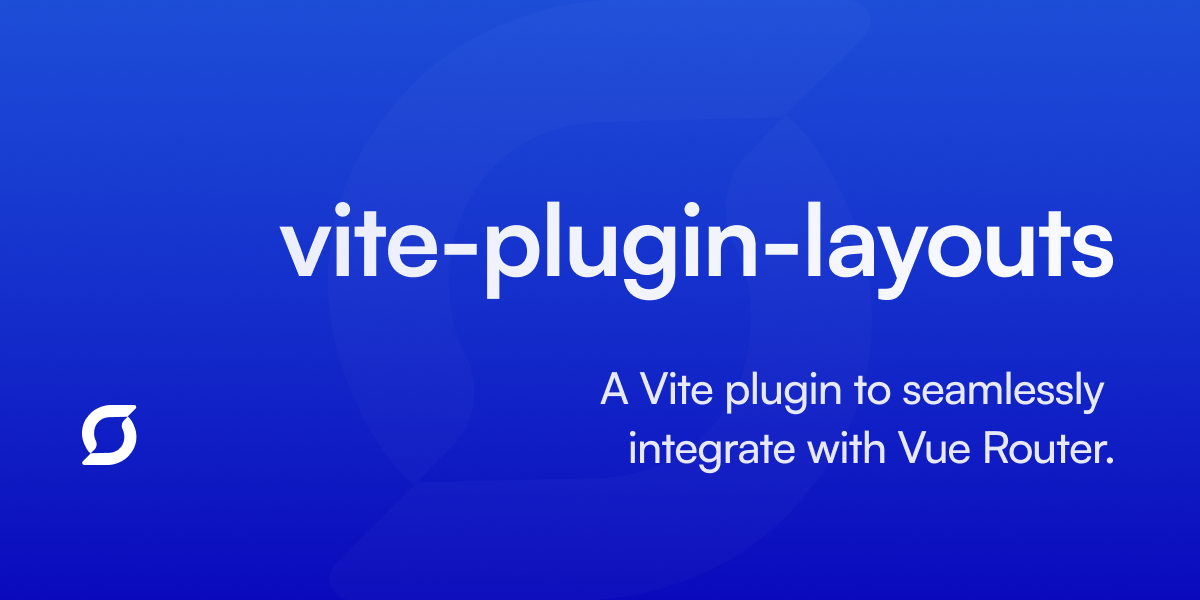 vite-plugin-layouts
A Vite plugin to seamlessly
integrate with Vue Router.